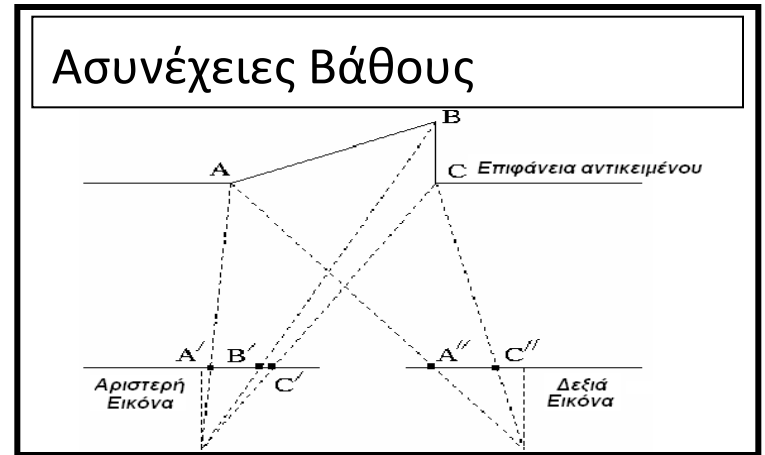 Ασυνέχειες Βάθους
B
A
C Επιφάνεια αντικειμένου
A′ B′ C′ A″ C″
Αριστερή
Εικόνα
Δεξιά
Εικόνα